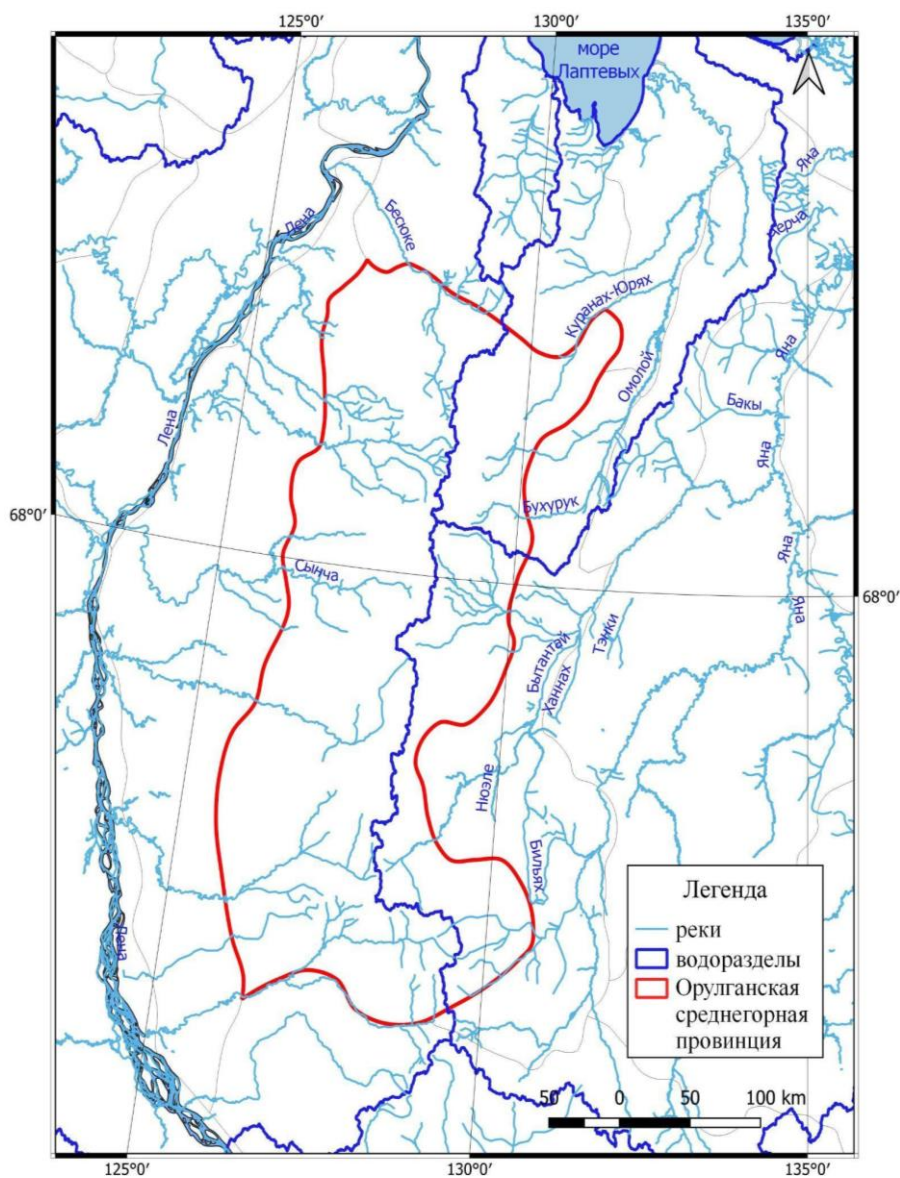 125°0'
130°0'
135°0'
море
Лаптевых
Яна
Лена
Бесюке
Куранах-Юрях
Яна
Лена
Омолой
Бакы
Яна
68°0'
Бухурук
Яна
Сынча
68°0'
Яна
Тэнки
Бытантей
Ханнах
Нюэле
Бильях
Лена
Легенда
реки
водоразделы
Орулганская
среднегорная
провинция
50 0 50 100 km
125°0'
130°0'
135°0'